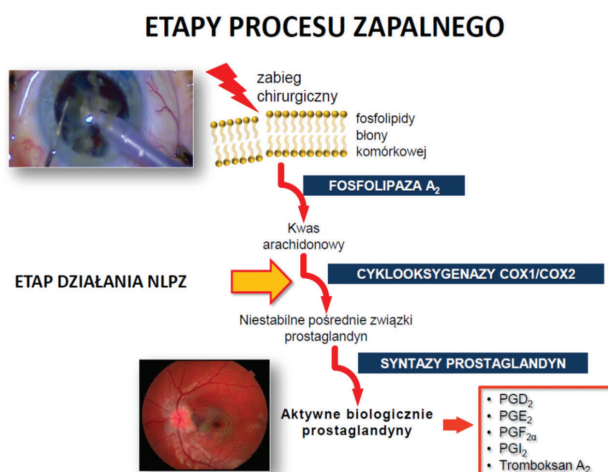 ETAPY PROCESU ZAPALNEGO
zabieg
chirurgiczny
fosfolipidy
błony
komórkowej
FOSFOLIPAZA A₂
Kwas
arachidonowy
ETAP DZIAŁANIA NLPZ
CYKLOOKSYGENAZY COX1/COX2
Niestabilne pośrednie związki
prostaglandyn
SYNTAZY PROSTAGLANDYN
Aktywne biologicznie
prostaglandyny
• PGD₂
• PGE₂
• PGF₂α
• PGI₂
• Tromboksan A₂